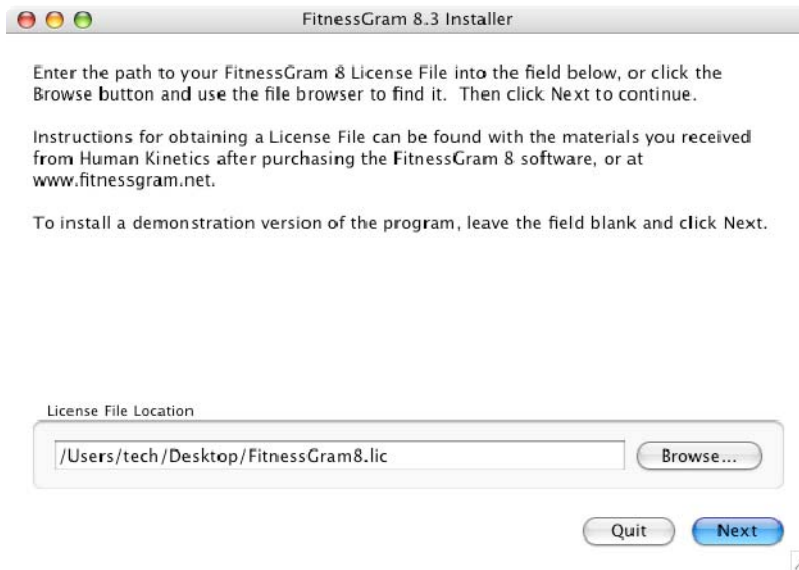 FitnessGram 8.3 Installer
Enter the path to your FitnessGram 8 License File into the field below, or click the
Browse button and use the file browser to find it.  Then click Next to continue.
Instructions for obtaining a License File can be found with the materials you received
from Human Kinetics after purchasing the FitnessGram 8 software, or at
www.fitnessgram.net.
To install a demonstration version of the program, leave the field blank and click Next.
License File Location
/Users/tech/Desktop/FitnessGram8.lic
Browse...
Quit
Next